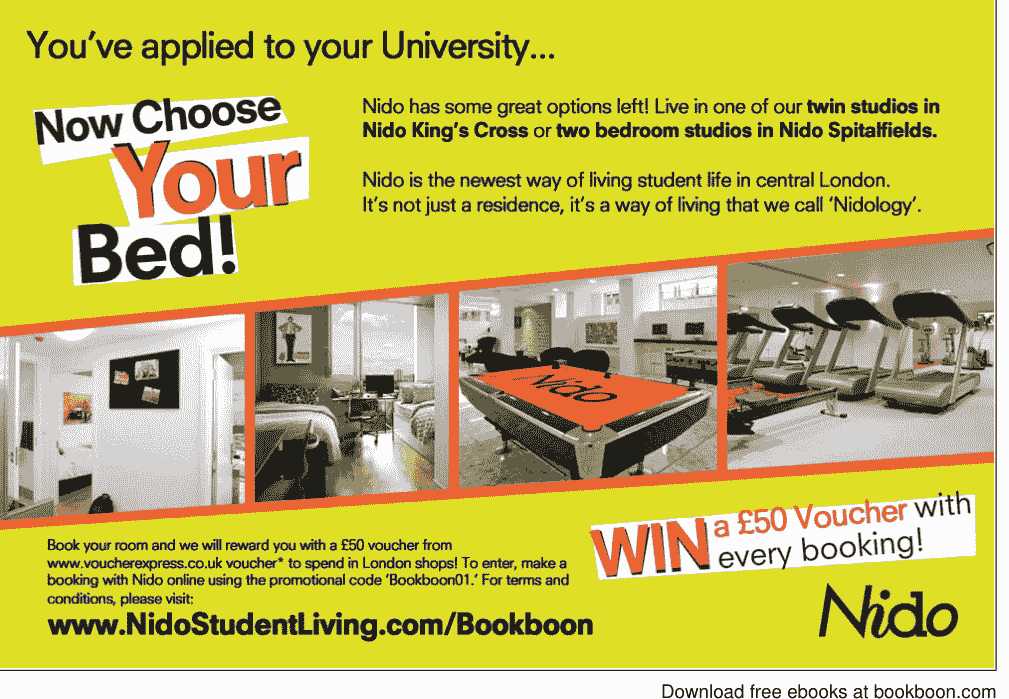 You've applied to your University...
Now Choose
Your
Bed!
Nido has some great options left! Live in one of our twin studios in
Nido King's Cross or two bedroom studios in Nido Spitalfields.
Nido is the newest way of living student life in central London.
It's not just a residence, it's a way of living that we call 'Nidology'.
Nido
Book your room and we will reward you with a £50 voucher from
www.voucherexpress.co.uk voucher* to spend in London shops! To enter, make a
booking with Nido online using the promotional code 'Bookboon01.' For terms and
conditions, please visit:
www.NidoStudentLiving.com/Bookboon
WIN a £50 Voucher with
every booking!
Nido
Download free ebooks at bookboon.com